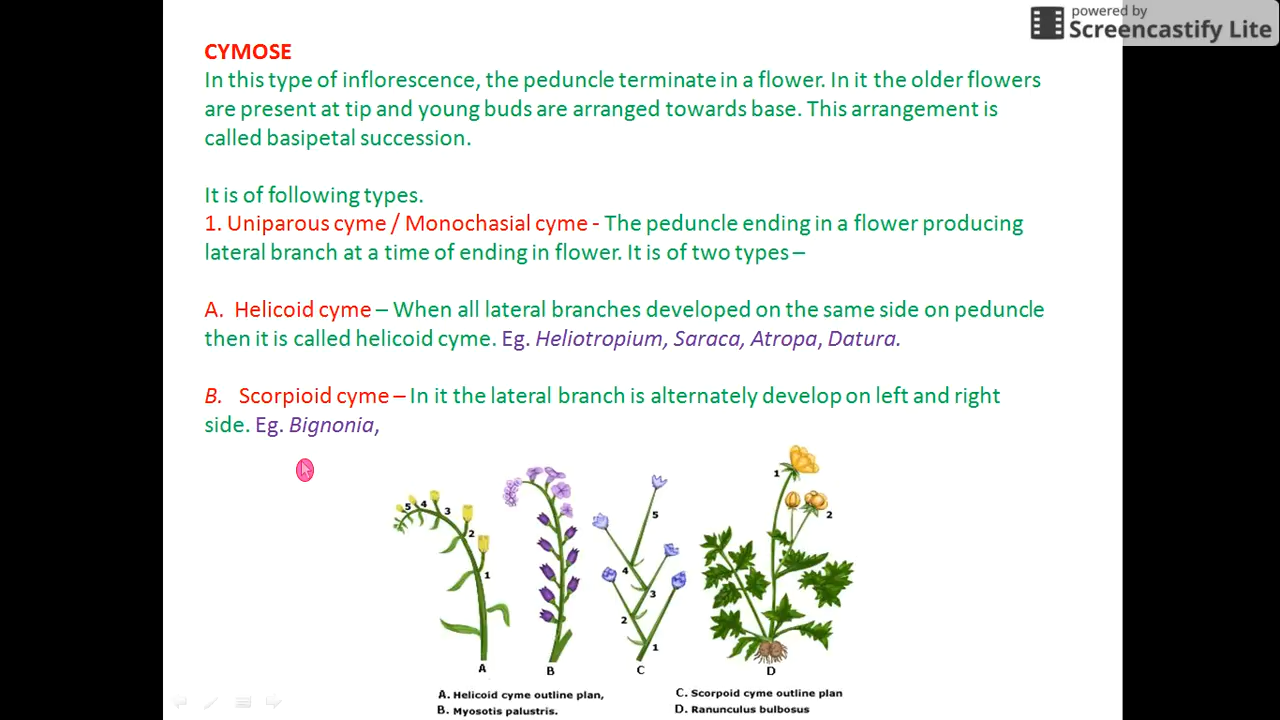 powered by
Screencastify Lite
CYMOSE
In this type of inflorescence, the peduncle terminate in a flower. In it the older flowers
are present at tip and young buds are arranged towards base. This arrangement is
called basipetal succession.
It is of following types.
1. Uniparous cyme / Monochasial cyme - The peduncle ending in a flower producing
lateral branch at a time of ending in flower. It is of two types –
A. Helicoid cyme – When all lateral branches developed on the same side on peduncle
then it is called helicoid cyme. Eg. Heliotropium, Saraca, Atropa, Datura.
B. Scorpioid cyme – In it the lateral branch is alternately develop on left and right
side. Eg. Bignonia,
5 4 3 2 1
A
B
5 4 3 2 1
C
1 2
D
A. Helicoid cyme outline plan,
B. Myosotis palustris.
C. Scorpoid cyme outline plan
D. Ranunculus bulbosus